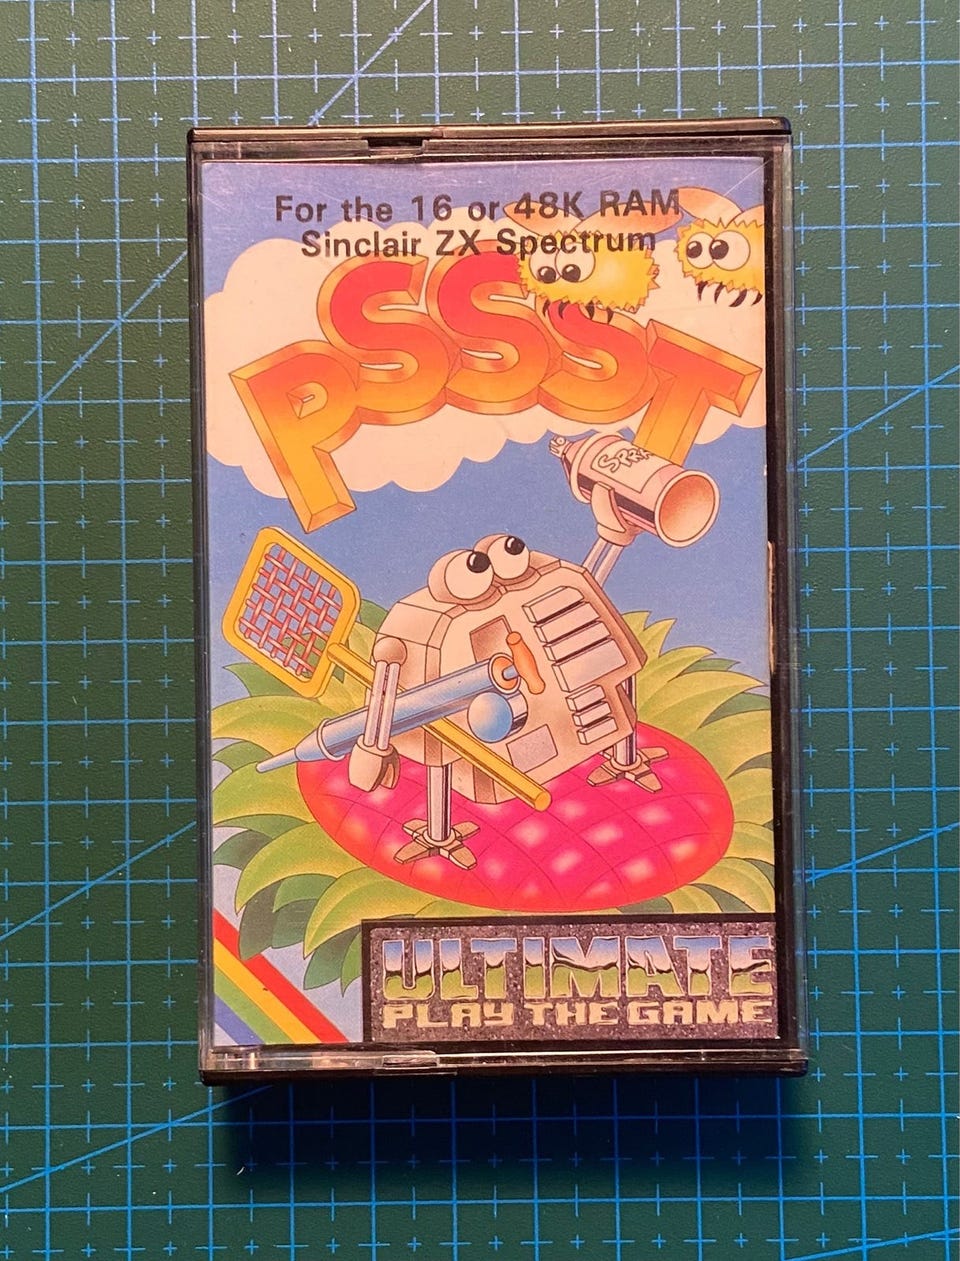 For the 16 or 48K RAM
Sinclair ZX Spectrum
PSSST
ULTIMATE
PLAY THE GAME